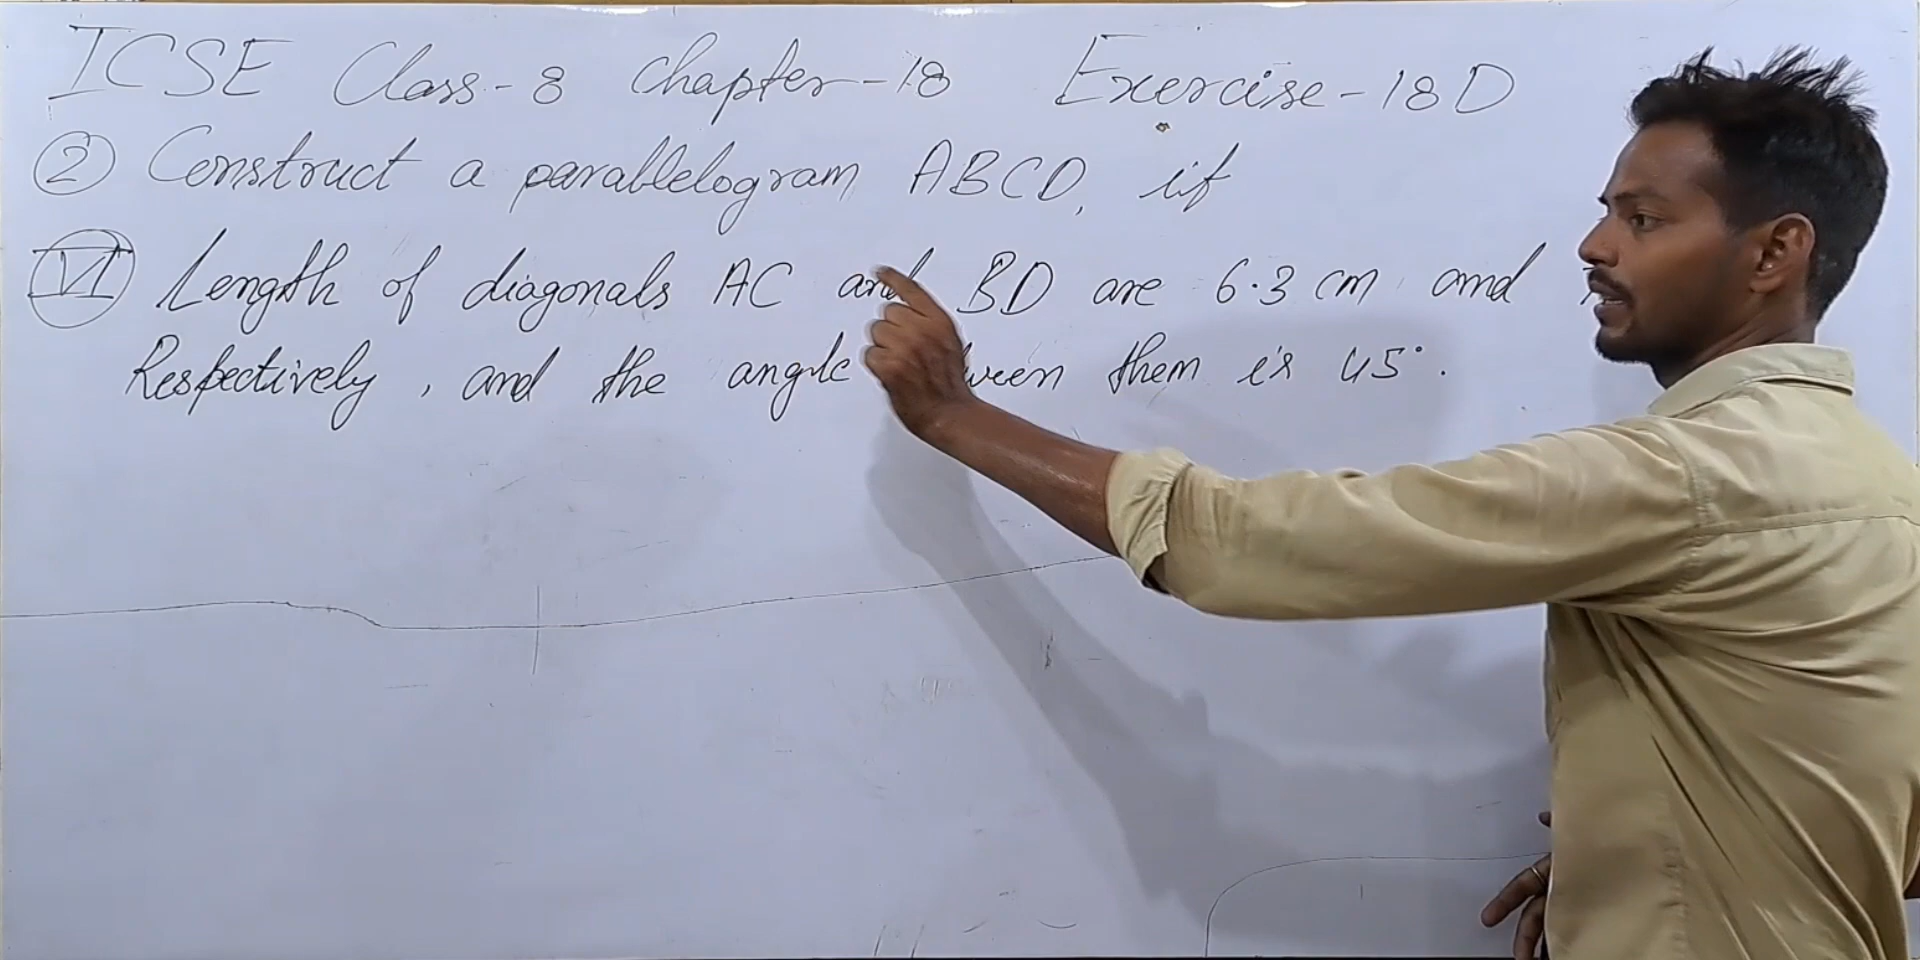 ICSE Class-8 Chapter-18 Exercise-18D
② Construct a parallelogram ABCD, if
VI Length of diagonals AC and BD are 6.3 cm and
Respectively, and the angle them is 45°.